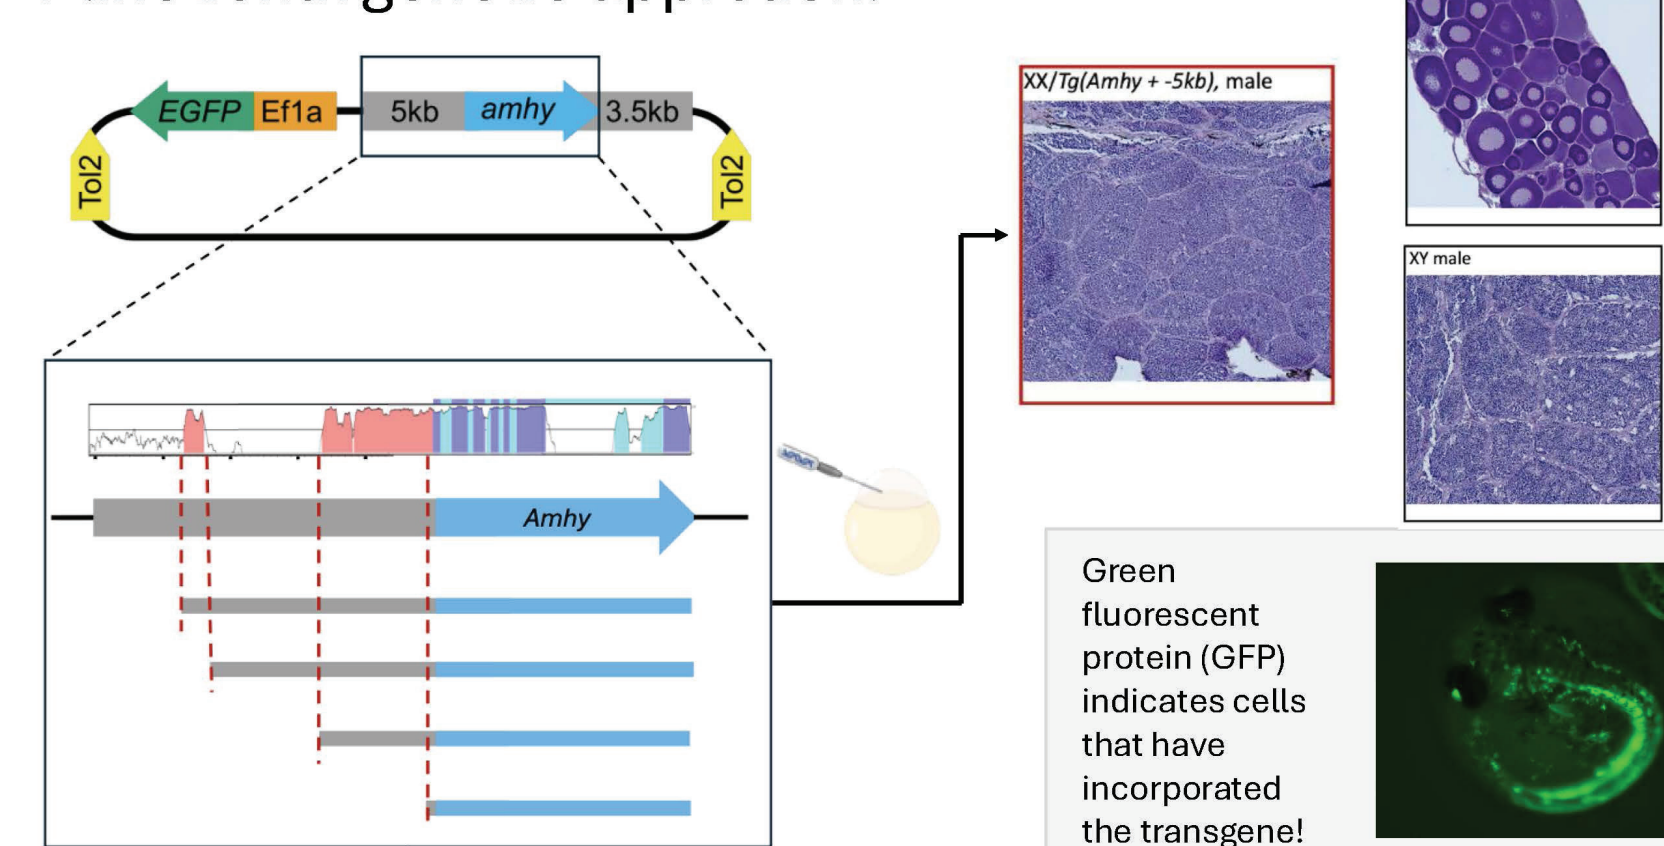 EGFP
Ef1a
5kb
amhy
3.5kb
Tol2
Tol2
Amhy
XX/Tg(Amhy + -5kb), male
XY male
Green
fluorescent
protein (GFP)
indicates cells
that have
incorporated
the transgene!